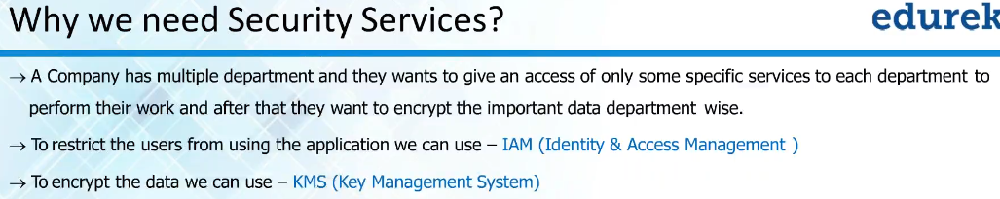 Why we need Security Services?
edurek
→ A Company has multiple department and they wants to give an access of only some specific services to each department to
perform their work and after that they want to encrypt the important data department wise.
→ To restrict the users from using the application we can use – IAM (Identity & Access Management )
→ To encrypt the data we can use – KMS (Key Management System)